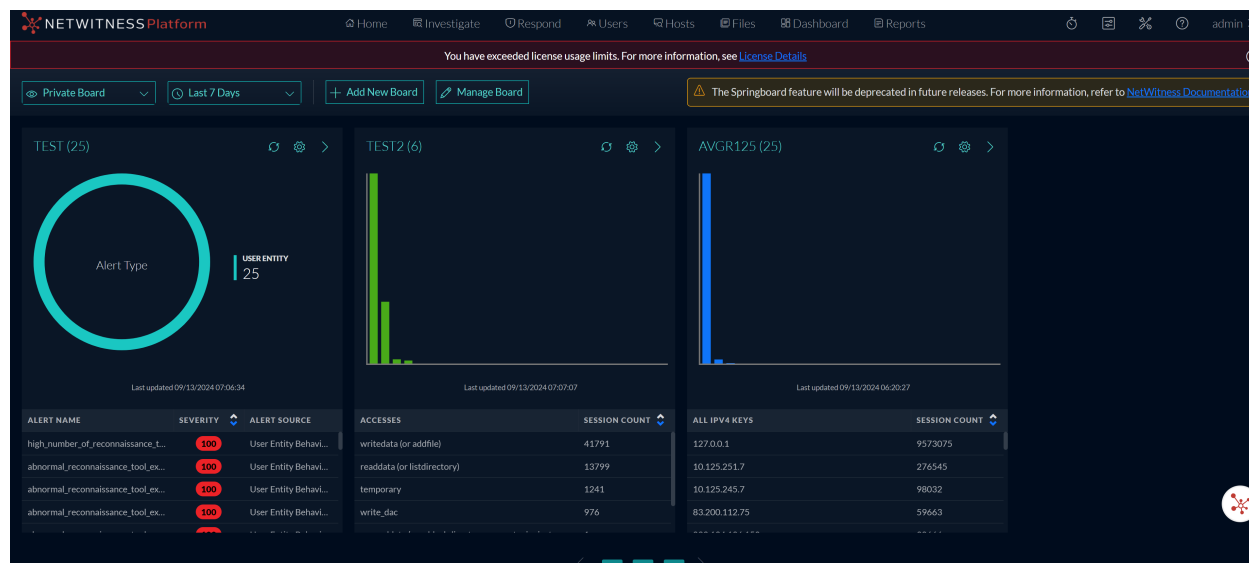 NETWITNESS Platform
Home Investigate Respond Users Hosts Files Dashboard Reports admin
You have exceeded license usage limits. For more information, see License Details
Private Board Last 7 Days Add New Board Manage Board
The Springboard feature will be deprecated in future releases. For more information, refer to NetWitness Documentation
TEST (25)
Alert Type
USER ENTITY
25
Last updated 09/13/2024 07:06:34
ALERT NAME SEVERITY ALERT SOURCE
high_number_of_reconnaissance_t... 100 User Entity Behavi...
abnormal_reconnaissance_tool_ex... 100 User Entity Behavi...
abnormal_reconnaissance_tool_ex... 100 User Entity Behavi...
abnormal_reconnaissance_tool_ex... 100 User Entity Behavi...
TEST2 (6)
Last updated 09/13/2024 07:07:07
ACCESSES SESSION COUNT
writedata (or addfile) 41791
readdata (or listdirectory) 13799
temporary 1241
write_dac 976
AVGR125 (25)
Last updated 09/13/2024 06:20:27
ALL IPV4 KEYS SESSION COUNT
127.0.0.1 9573075
10.125.251.7 276545
10.125.245.7 98032
83.200.112.75 59663